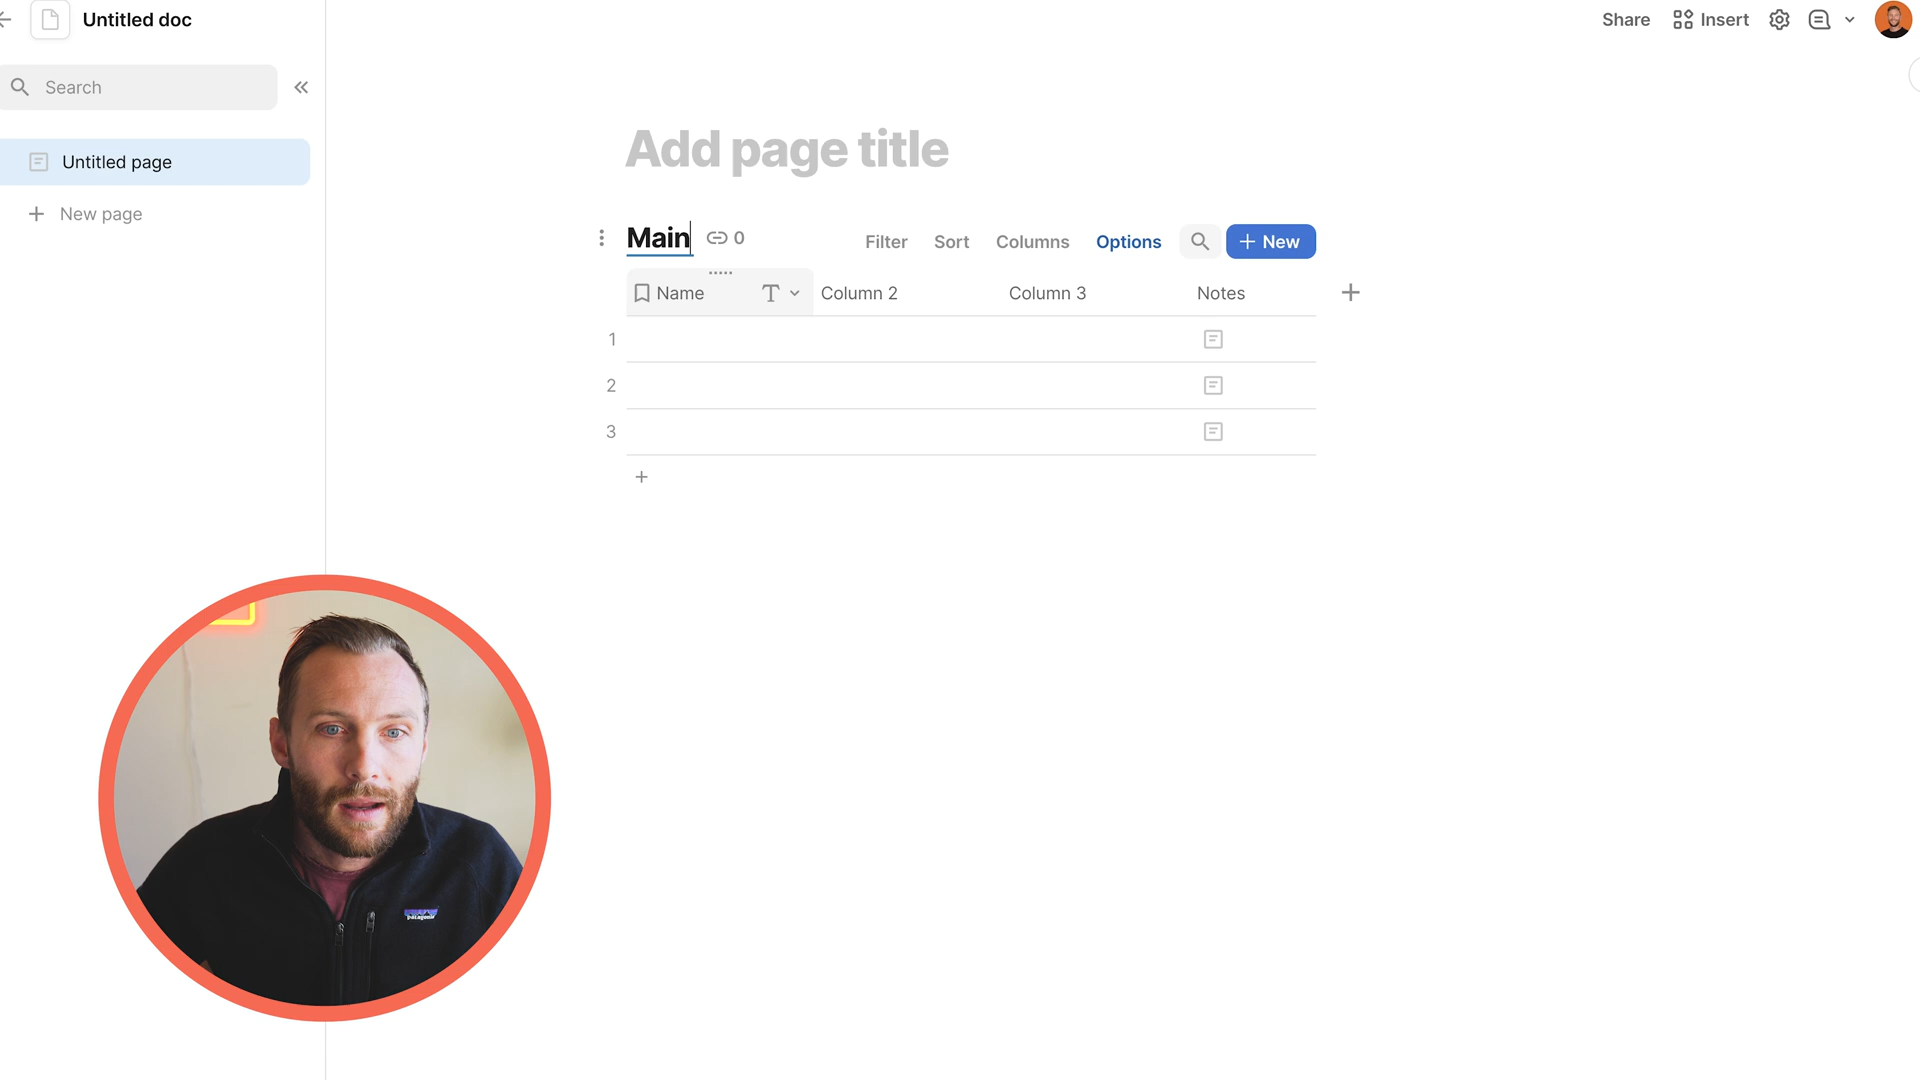 Untitled doc
Share Insert
Search
Untitled page
New page
Add page title
Main 0 Filter Sort Columns Options New
Name Column 2 Column 3 Notes
1
2
3
patagonia